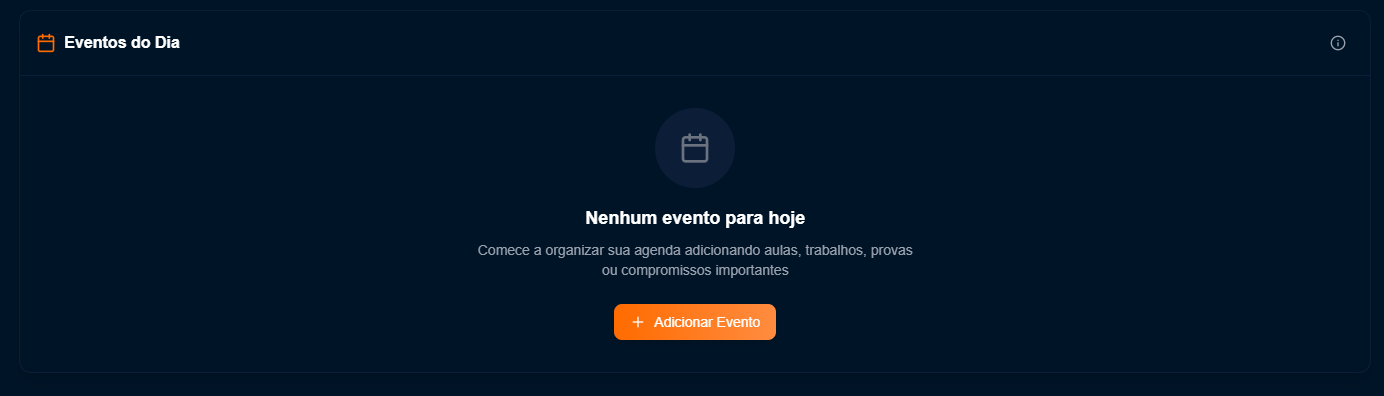 Eventos do Dia
Nenhum evento para hoje
Comece a organizar sua agenda adicionando aulas, trabalhos, provas
ou compromissos importantes
Adicionar Evento